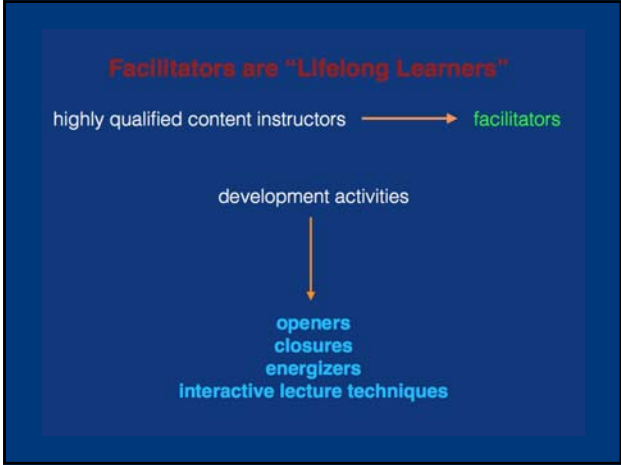 Facilitators are “Lifelong Learners”
highly qualified content instructors facilitators
development activities
openers
closures
energizers
interactive lecture techniques